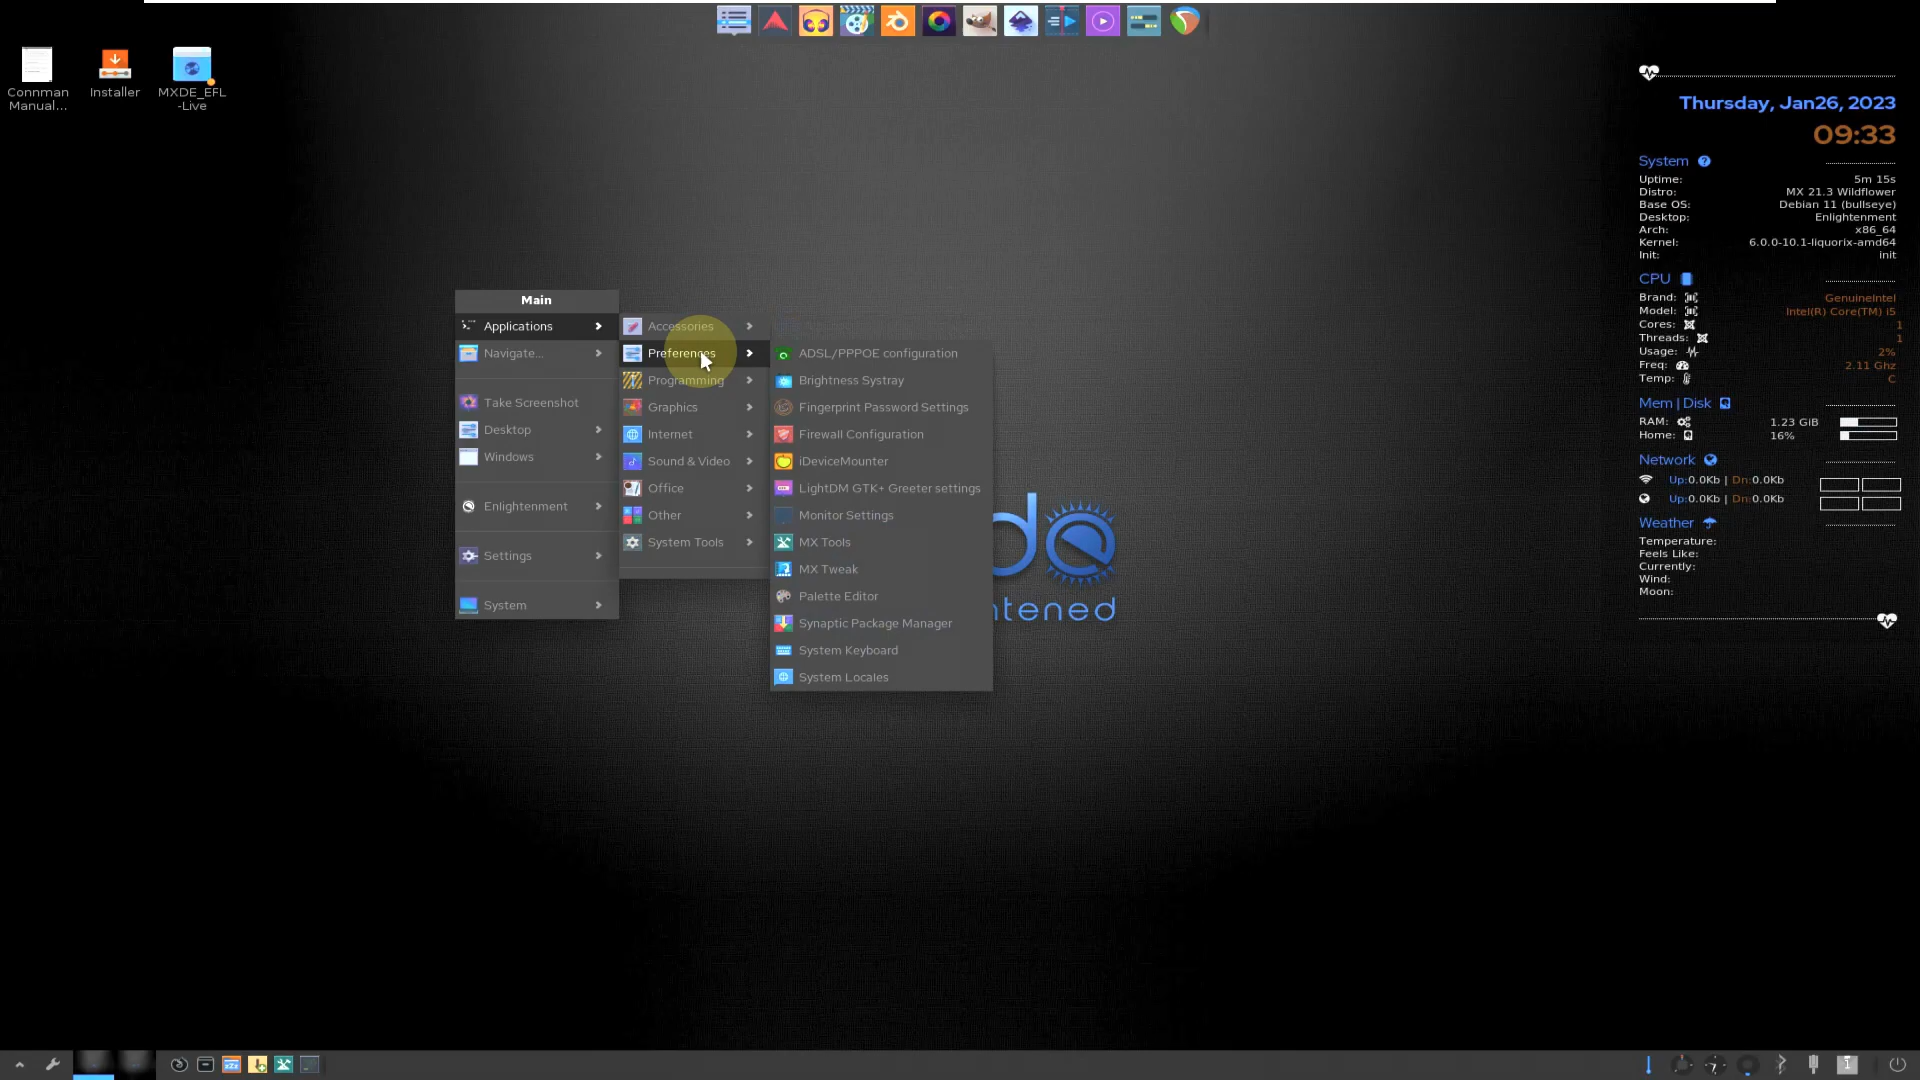 Connman
Manual...
Installer
MXDE_EFL
-Live
Main
Applications
Navigate...
Take Screenshot
Desktop
Windows
Enlightenment
Settings
System
Accessories
Preferences
Programming
Graphics
Internet
Sound & Video
Office
Other
System Tools
ADSL/PPPOE configuration
Brightness Systray
Fingerprint Password Settings
Firewall Configuration
iDeviceMounter
LightDM GTK+ Greeter settings
Monitor Settings
MX Tools
MX Tweak
Palette Editor
Synaptic Package Manager
System Keyboard
System Locales
de
ntened
Thursday, Jan26, 2023
09:33
System
Uptime: 5m 15s
Distro: MX 21.3 Wildflower
Base OS: Debian 11 (bullseye)
Desktop: Enlightenment
Arch: x86_64
Kernel: 6.0.0-10.1-liquorix-amd64
Init: init
CPU
Brand: GenuineIntel
Model: Intel(R) Core(TM) i5
Cores: 1
Threads: 1
Usage: 2%
Freq: 2.11 Ghz
Temp: C
Mem | Disk
RAM: 1.23 GiB
Home: 16%
Network
Up:0.0Kb | Dn:0.0Kb
Up:0.0Kb | Dn:0.0Kb
Weather
Temperature:
Feels Like:
Currently:
Wind:
Moon:
zZZ
1